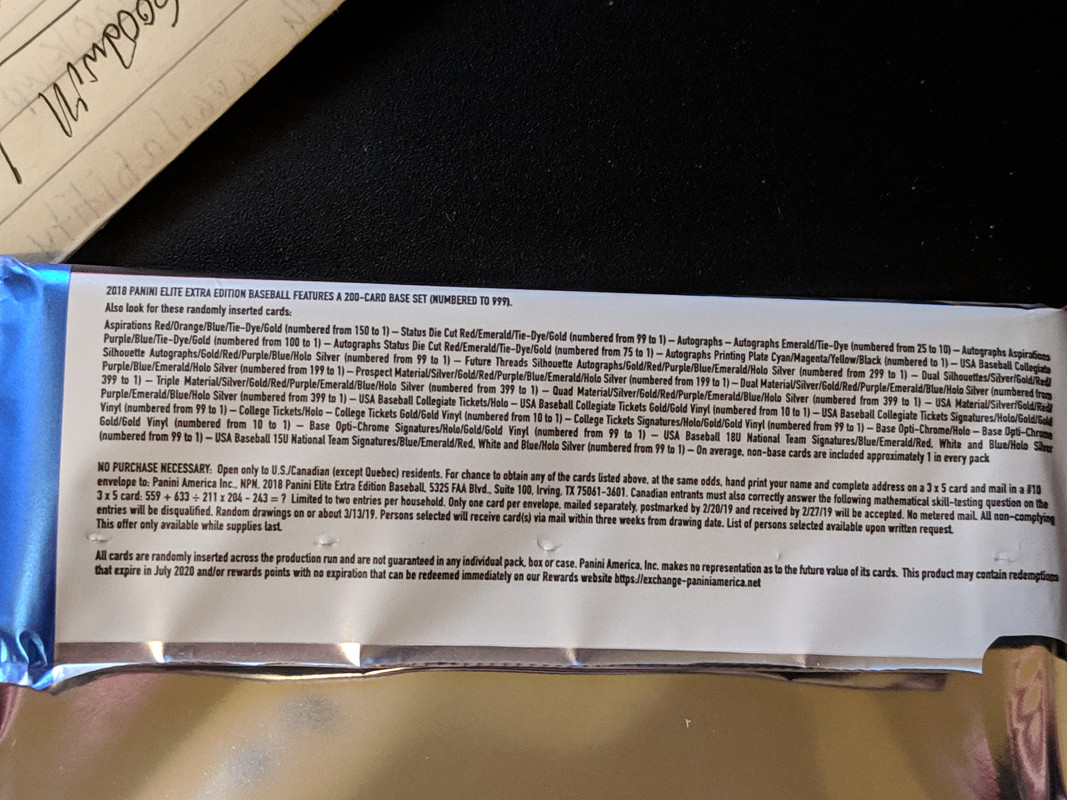 Goodwill
2018 PANINI ELITE EXTRA EDITION BASEBALL FEATURES A 200-CARD BASE SET (NUMBERED TO 999).
Also look for these randomly inserted cards:
Aspirations Red/Orange/Blue/Tie-Dye/Gold (numbered from 150 to 1) – Status Die Cut Red/Emerald/Tie-Dye/Gold (numbered from 99 to 1) – Autographs – Autographs Emerald/Tie-Dye (numbered from 25 to 10) – Autographs Aspirations
Purple/Blue/Tie-Dye/Gold (numbered from 100 to 1) – Autographs Status Die Cut Red/Emerald/Tie-Dye/Gold (numbered from 75 to 1) – Autographs Printing Plate Cyan/Magenta/Yellow/Black (numbered to 1) – USA Baseball Collegiate
Silhouette Autographs/Gold/Red/Purple/Blue/Holo Silver (numbered from 99 to 1) – Future Threads Silhouette Autographs/Gold/Red/Purple/Blue/Emerald/Holo Silver (numbered from 299 to 1) – Dual Silhouettes/Silver/Gold/Red/
Purple/Blue/Emerald/Holo Silver (numbered from 199 to 1) – Prospect Material/Silver/Gold/Red/Purple/Blue/Emerald/Holo Silver (numbered from 199 to 1) – Dual Material/Silver/Gold/Red/Purple/Emerald/Blue/Holo Silver (numbered from
399 to 1) – Triple Material/Silver/Gold/Red/Purple/Emerald/Blue/Holo Silver (numbered from 399 to 1) – Quad Material/Silver/Gold/Red/Purple/Emerald/Blue/Holo Silver (numbered from 399 to 1) – USA Material/Silver/Gold/Red/
Purple/Emerald/Blue/Holo Silver (numbered from 399 to 1) – USA Baseball Collegiate Tickets/Holo – USA Baseball Collegiate Tickets Gold/Gold Vinyl (numbered from 10 to 1) – USA Baseball Collegiate Tickets Signatures/Holo/Gold/Gold
Vinyl (numbered from 99 to 1) – College Tickets/Holo – College Tickets Gold/Gold Vinyl (numbered from 10 to 1) – College Tickets Signatures/Holo/Gold/Gold Vinyl (numbered from 99 to 1) – Base Opti-Chrome/Holo – Base Opti-Chrome
Gold/Gold Vinyl (numbered from 10 to 1) – Base Opti-Chrome Signatures/Holo/Gold/Gold Vinyl (numbered from 99 to 1) – USA Baseball 18U National Team Signatures/Blue/Emerald/Red, White and Blue/Holo Silver
(numbered from 99 to 1) – USA Baseball 15U National Team Signatures/Blue/Emerald/Red, White and Blue/Holo Silver (numbered from 99 to 1) – On average, non-base cards are included approximately 1 in every pack
NO PURCHASE NECESSARY: Open only to U.S./Canadian (except Quebec) residents. For chance to obtain any of the cards listed above, at the same odds, hand print your name and complete address on a 3 x 5 card and mail in a #10
envelope to: Panini America Inc., NPN, 2018 Panini Elite Extra Edition Baseball, 5325 FAA Blvd., Suite 100, Irving, TX 75061-3601. Canadian entrants must also correctly answer the following mathematical skill-testing question on the
3 x 5 card: 559 + 633 ÷ 211 x 204 – 243 = ? Limited to two entries per household. Only one card per envelope, mailed separately, postmarked by 2/20/19 and received by 2/27/19 will be accepted. No metered mail. All non-complying
entries will be disqualified. Random drawings on or about 3/13/19. Persons selected will receive card(s) via mail within three weeks from drawing date. List of persons selected available upon written request.
This offer only available while supplies last.
All cards are randomly inserted across the production run and are not guaranteed in any individual pack, box or case. Panini America, Inc. makes no representation as to the future value of its cards. This product may contain redemptions
that expire in July 2020 and/or rewards points with no expiration that can be redeemed immediately on our Rewards website https://exchange-paniniamerica.net